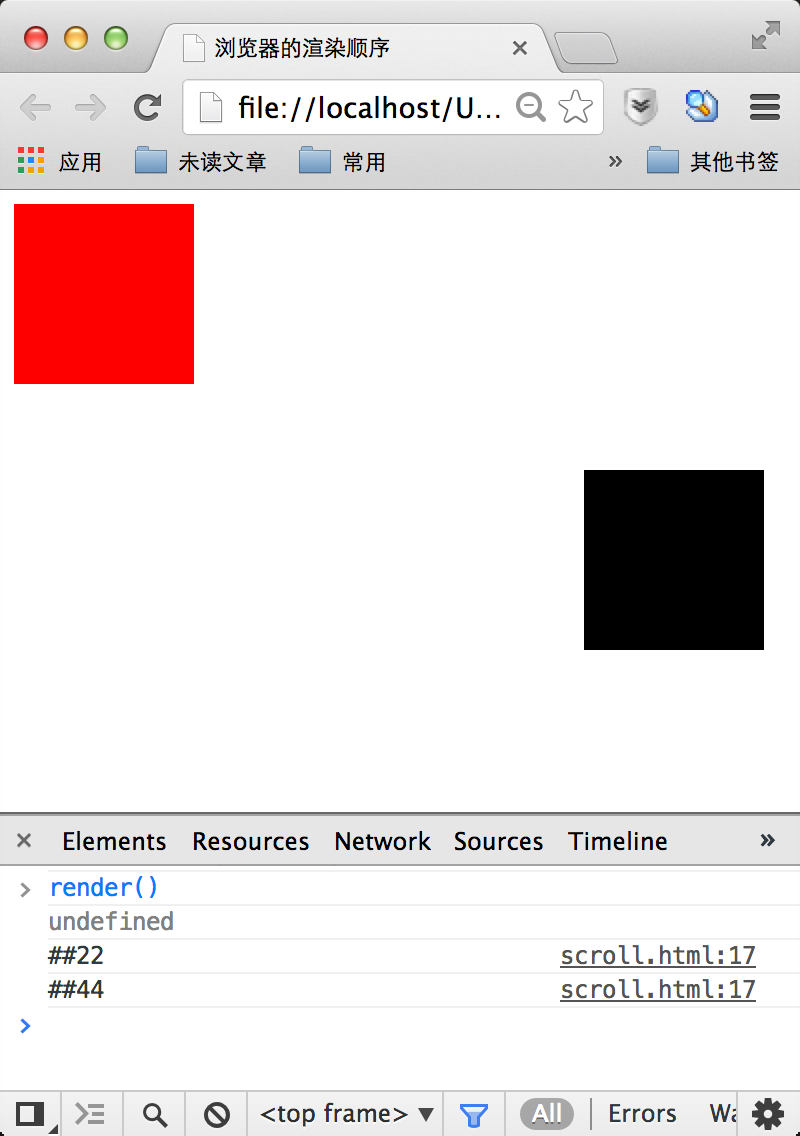 浏览器的渲染顺序
file://localhost/U...
应用 未读文章 常用 » 其他书签
Elements Resources Network Sources Timeline »
render()
undefined
##22 scroll.html:17
##44 scroll.html:17
<top frame> All Errors Wa